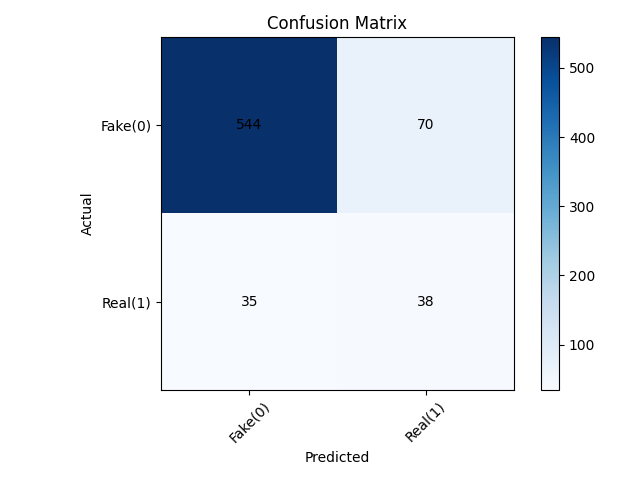 Confusion Matrix
Actual
Fake(0)
544
70
Real(1)
35
38
Fake(0)
Real(1)
Predicted
500
400
300
200
100